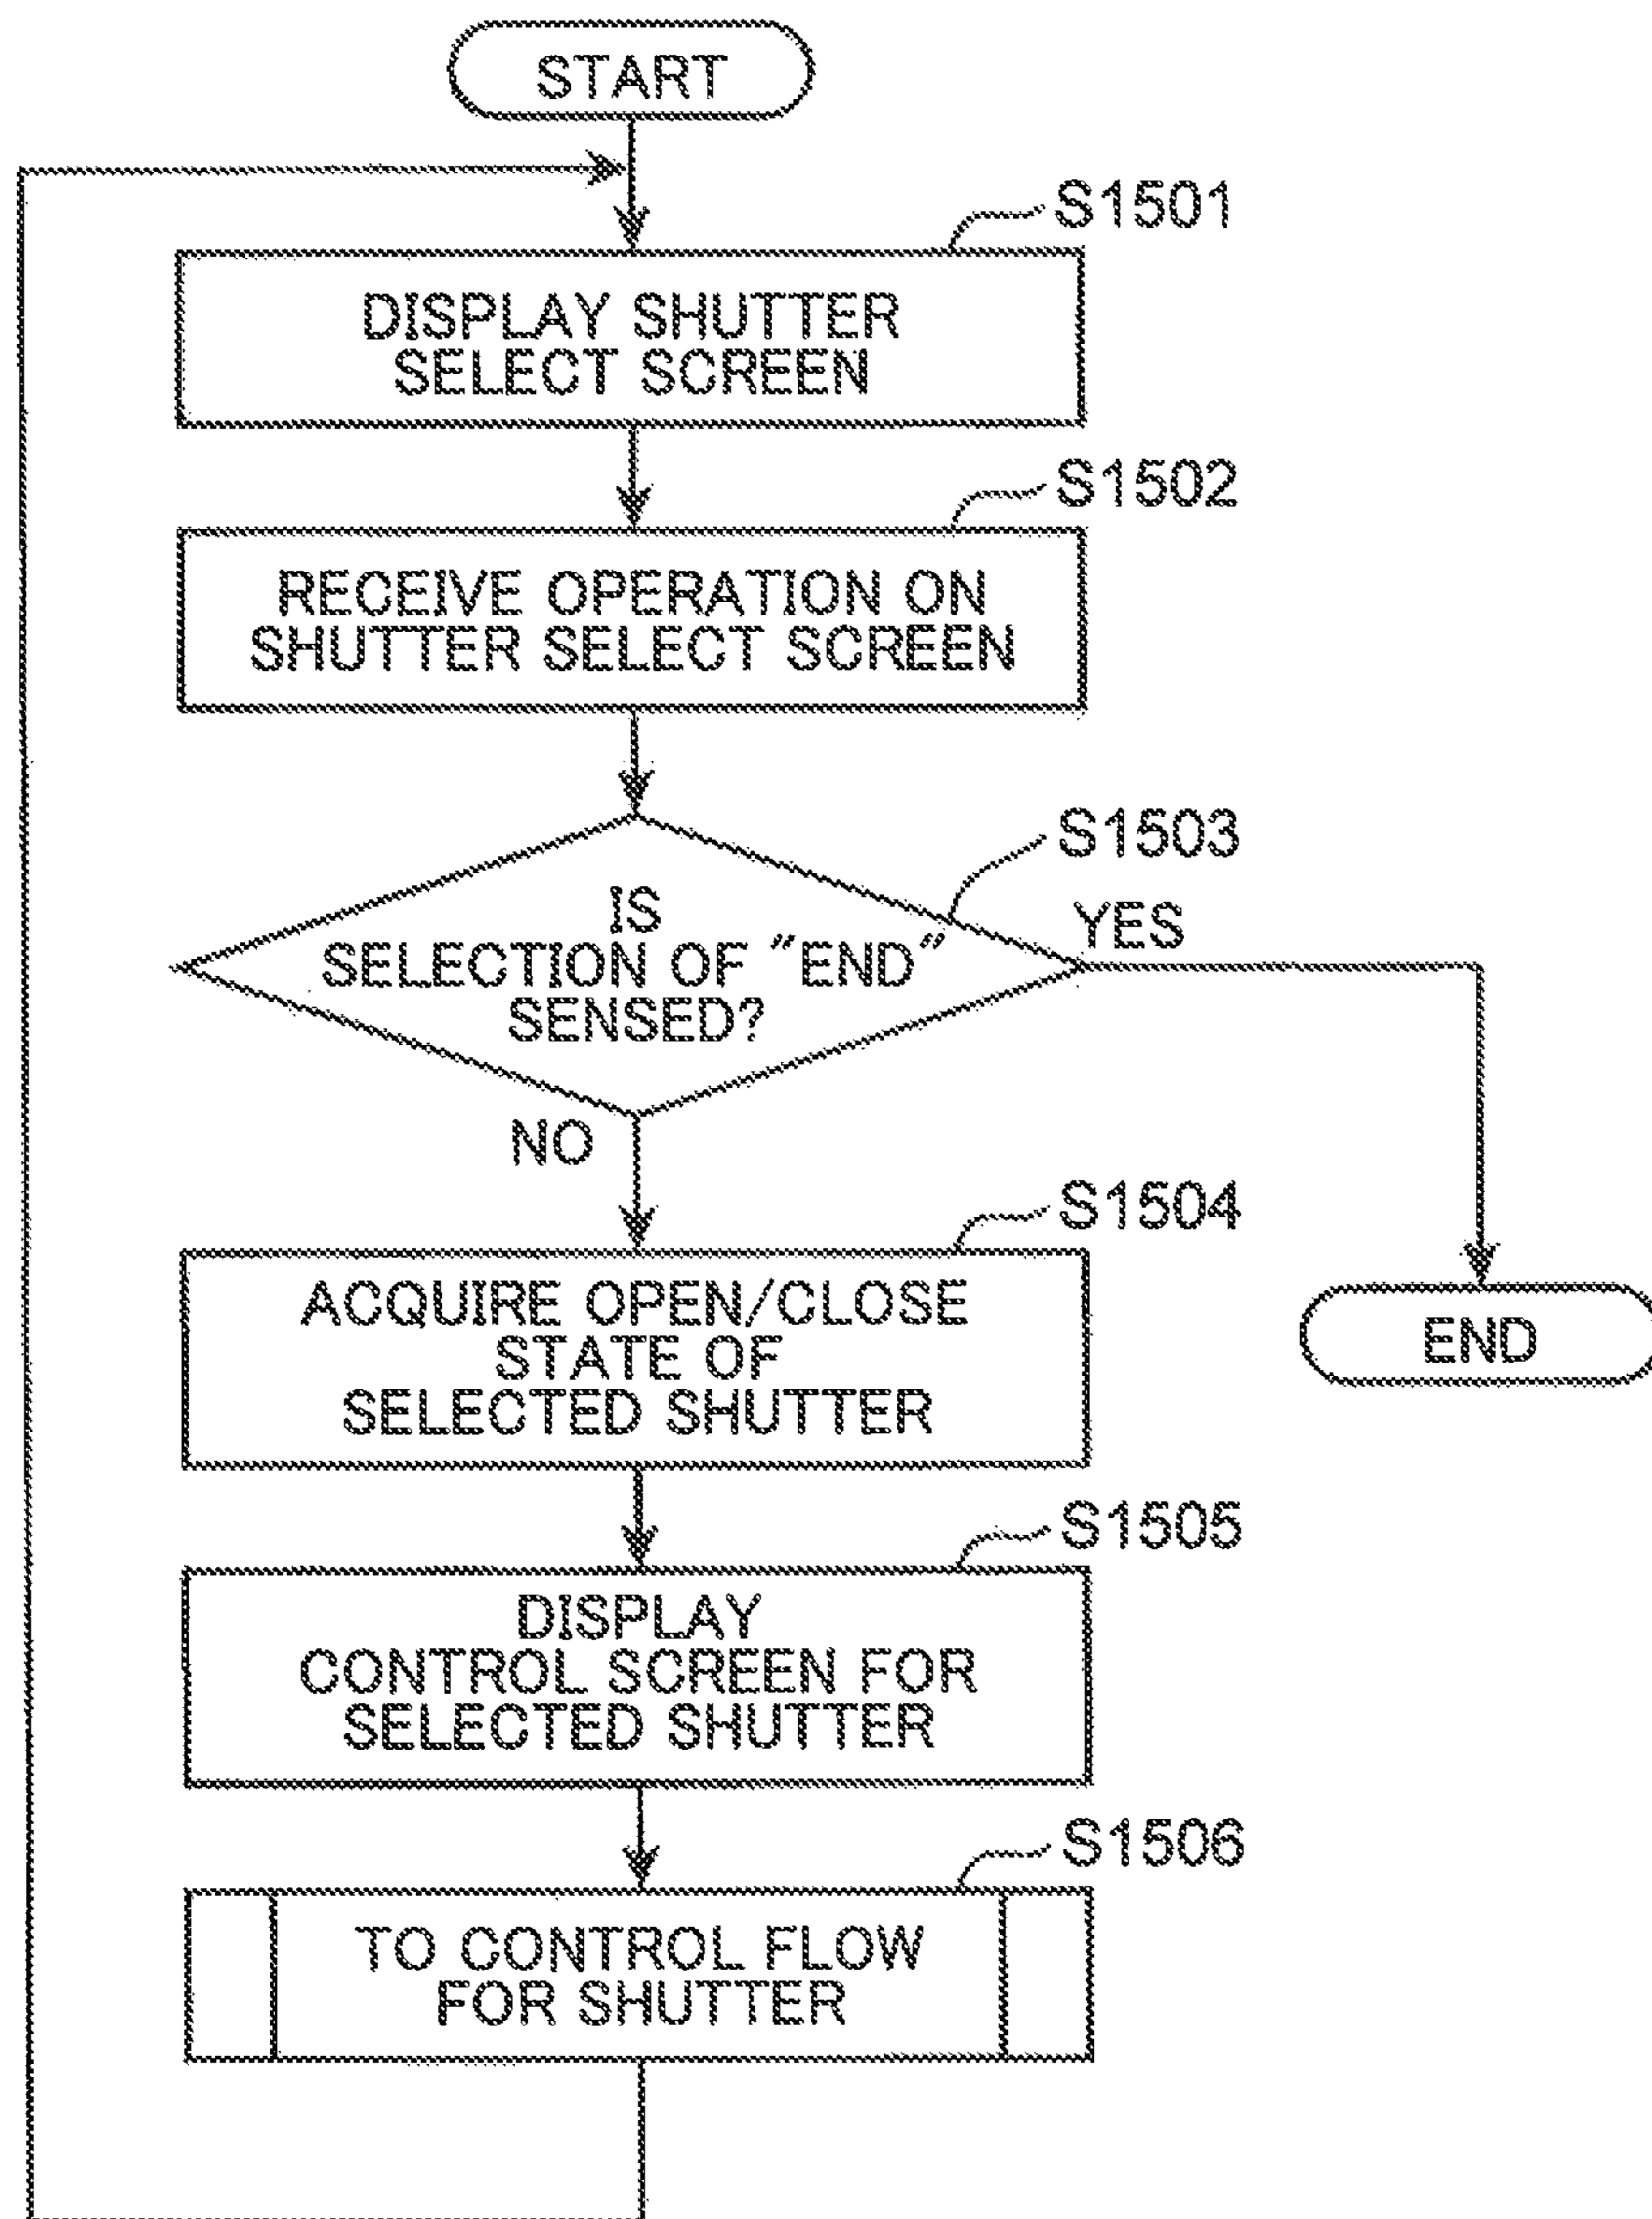 START
S1501
DISPLAY SHUTTER
SELECT SCREEN
S1502
RECEIVE OPERATION ON
SHUTTER SELECT SCREEN
S1503
IS
SELECTION OF "END"
SENSED?
YES
NO
S1504
ACQUIRE OPEN/CLOSE
STATE OF
SELECTED SHUTTER
END
S1505
DISPLAY
CONTROL SCREEN FOR
SELECTED SHUTTER
S1506
TO CONTROL FLOW
FOR SHUTTER